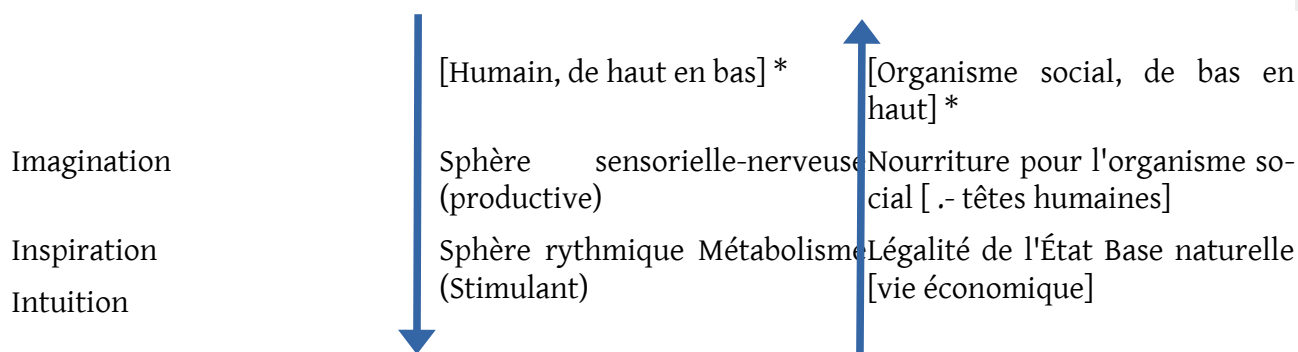 [Humain, de haut en bas] *
[Organisme social, de bas en
haut] *
Imagination
Sphère sensorielle-nerveuse
(productive)
Nourriture pour l'organisme so-
cial [ .- têtes humaines]
Inspiration
Intuition
Sphère rythmique Métabolisme
(Stimulant)
Légalité de l'État Base naturelle
[vie économique]